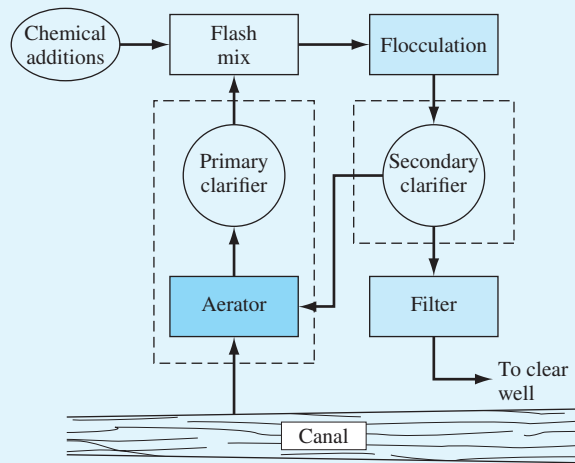 Chemical
additions
Flash
mix
Flocculation
Primary
clarifier
Secondary
clarifier
Aerator
Filter
To clear
well
Canal